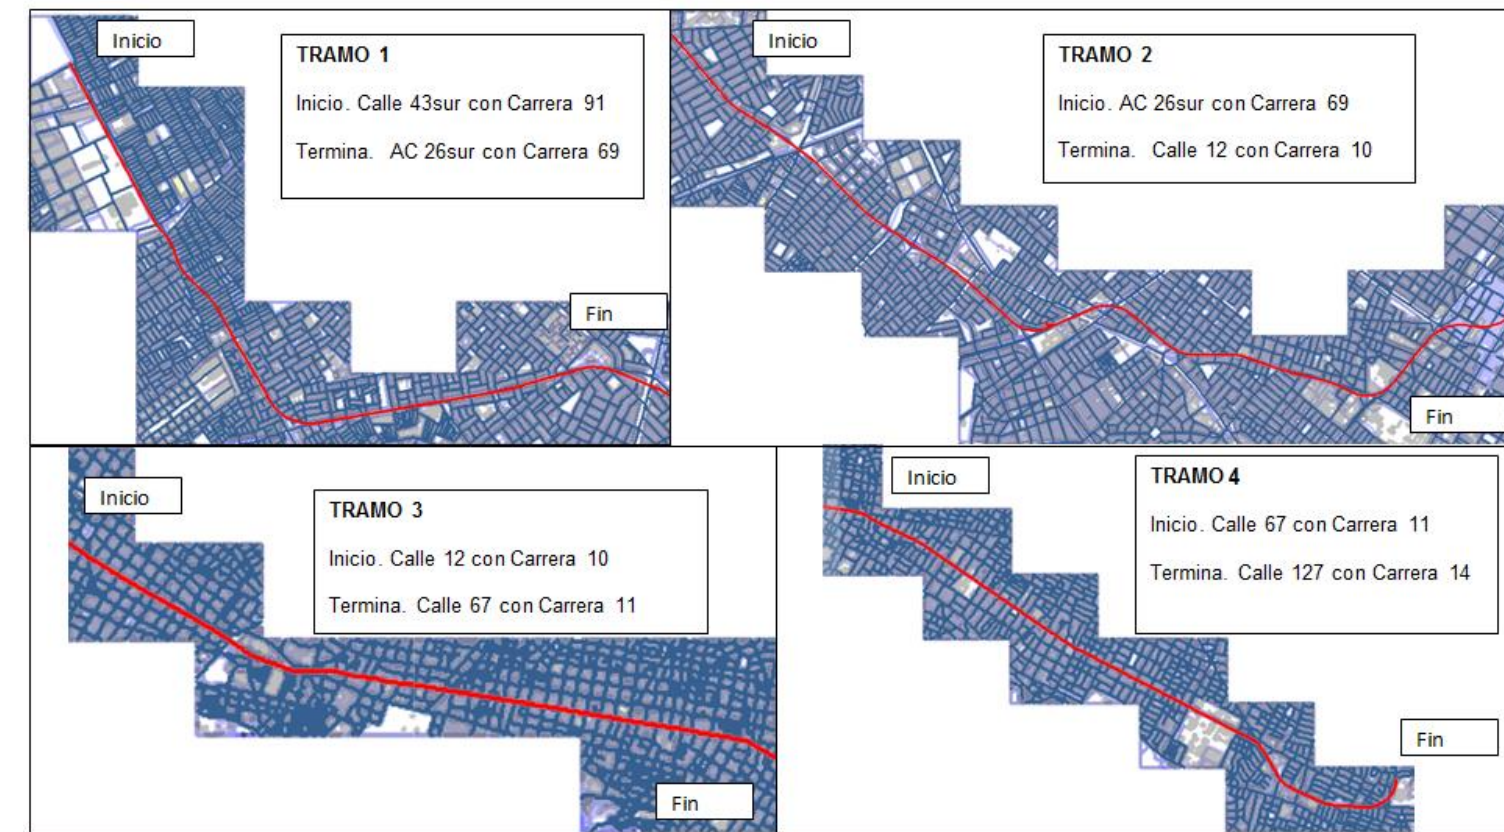 Inicio
TRAMO 1
Inicio. Calle 43sur con Carrera 91
Termina. AC 26sur con Carrera 69
Fin
Inicio
TRAMO 2
Inicio. AC 26sur con Carrera 69
Termina. Calle 12 con Carrera 10
Fin
Inicio
TRAMO 3
Inicio. Calle 12 con Carrera 10
Termina. Calle 67 con Carrera 11
Fin
Inicio
TRAMO 4
Inicio. Calle 67 con Carrera 11
Termina. Calle 127 con Carrera 14
Fin